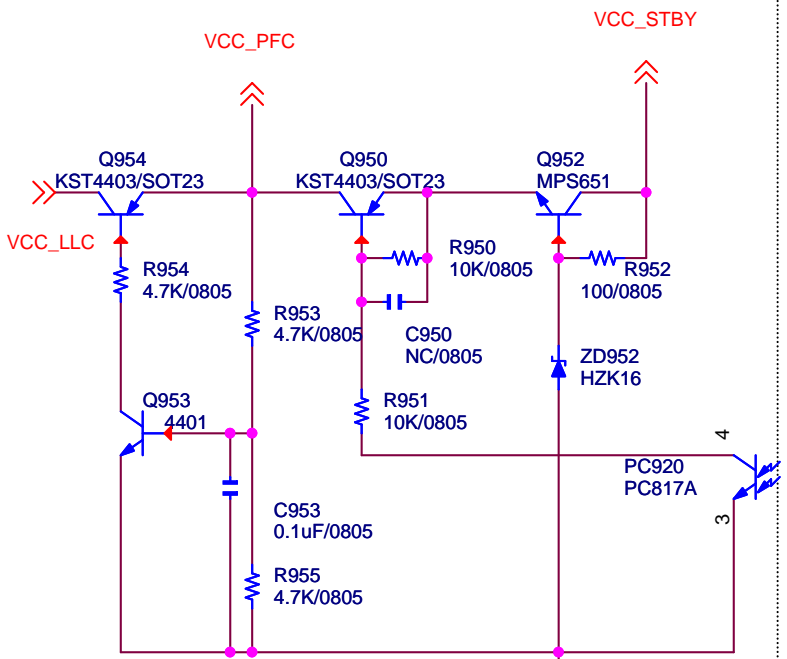 VCC_STBY
VCC_PFC
Q954
KST4403/SOT23
Q950
KST4403/SOT23
Q952
MPS651
VCC_LLC
R954
4.7K/0805
R950
10K/0805
R952
100/0805
R953
4.7K/0805
C950
NC/0805
ZD952
HZK16
Q953
4401
R951
10K/0805
4
PC920
PC817A
3
C953
0.1uF/0805
R955
4.7K/0805